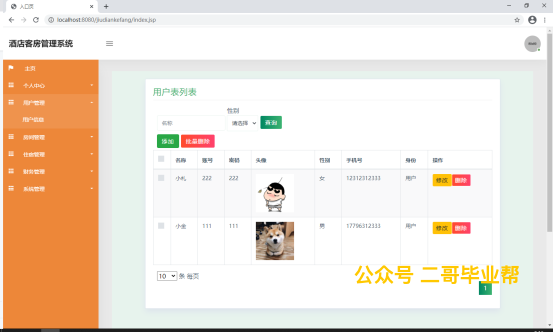 入口页
localhost:8080/jiudiankefang/index.jsp
酒店客房管理系统
主页
个人中心
用户管理
用户信息
房间管理
住宿管理
财务管理
系统管理
用户表列表
性别
名称
请选择
查询
添加
批量删除
名称 账号 密码 头像 性别 手机号 身份 操作
小札 222 222 女 12312312333 用户 修改 删除
小金 111 111 男 17796312333 用户 修改 删除
10 条 每页
公众号 二哥毕业帮
1